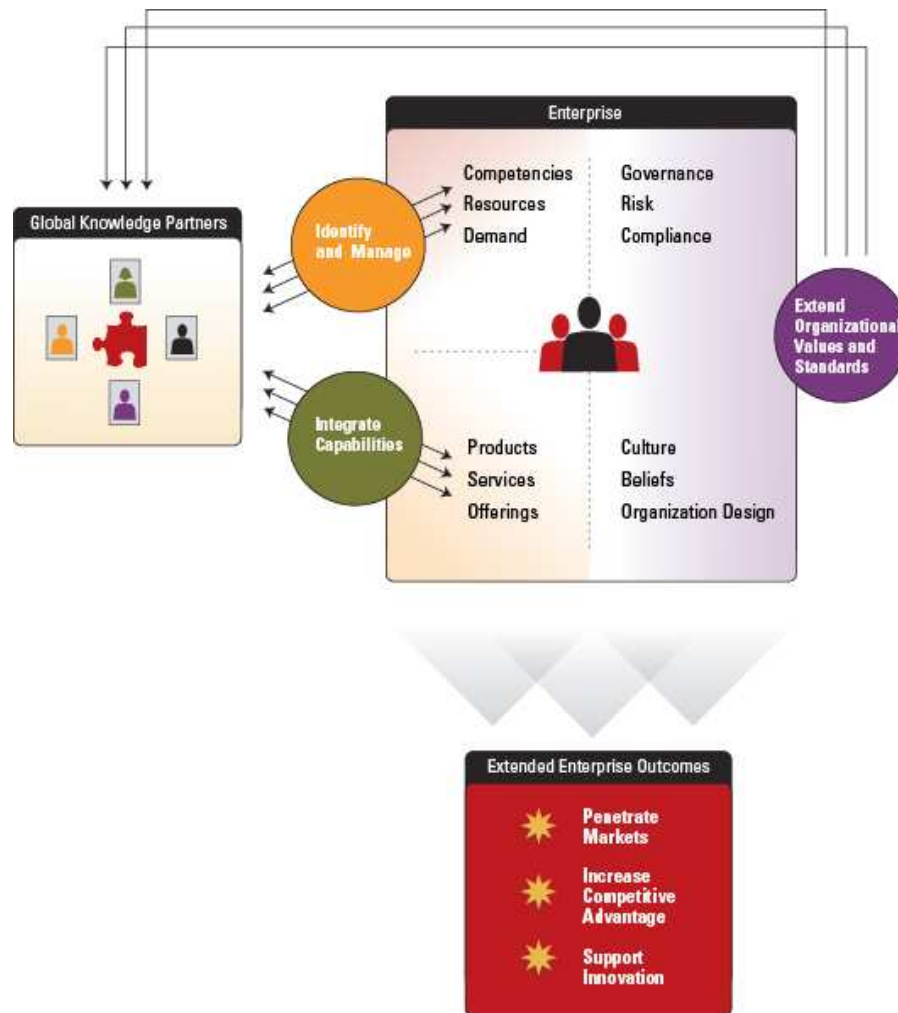 Enterprise
Competencies
Resources
Demand
Governance
Risk
Compliance
Global Knowledge Partners
Identify
and Manage
Extend
Organizational
Values and
Standards
Integrate
Capabilities
Products
Services
Offerings
Culture
Beliefs
Organization Design
Extended Enterprise Outcomes
Penetrate
Markets
Increase
Competitive
Advantage
Support
Innovation